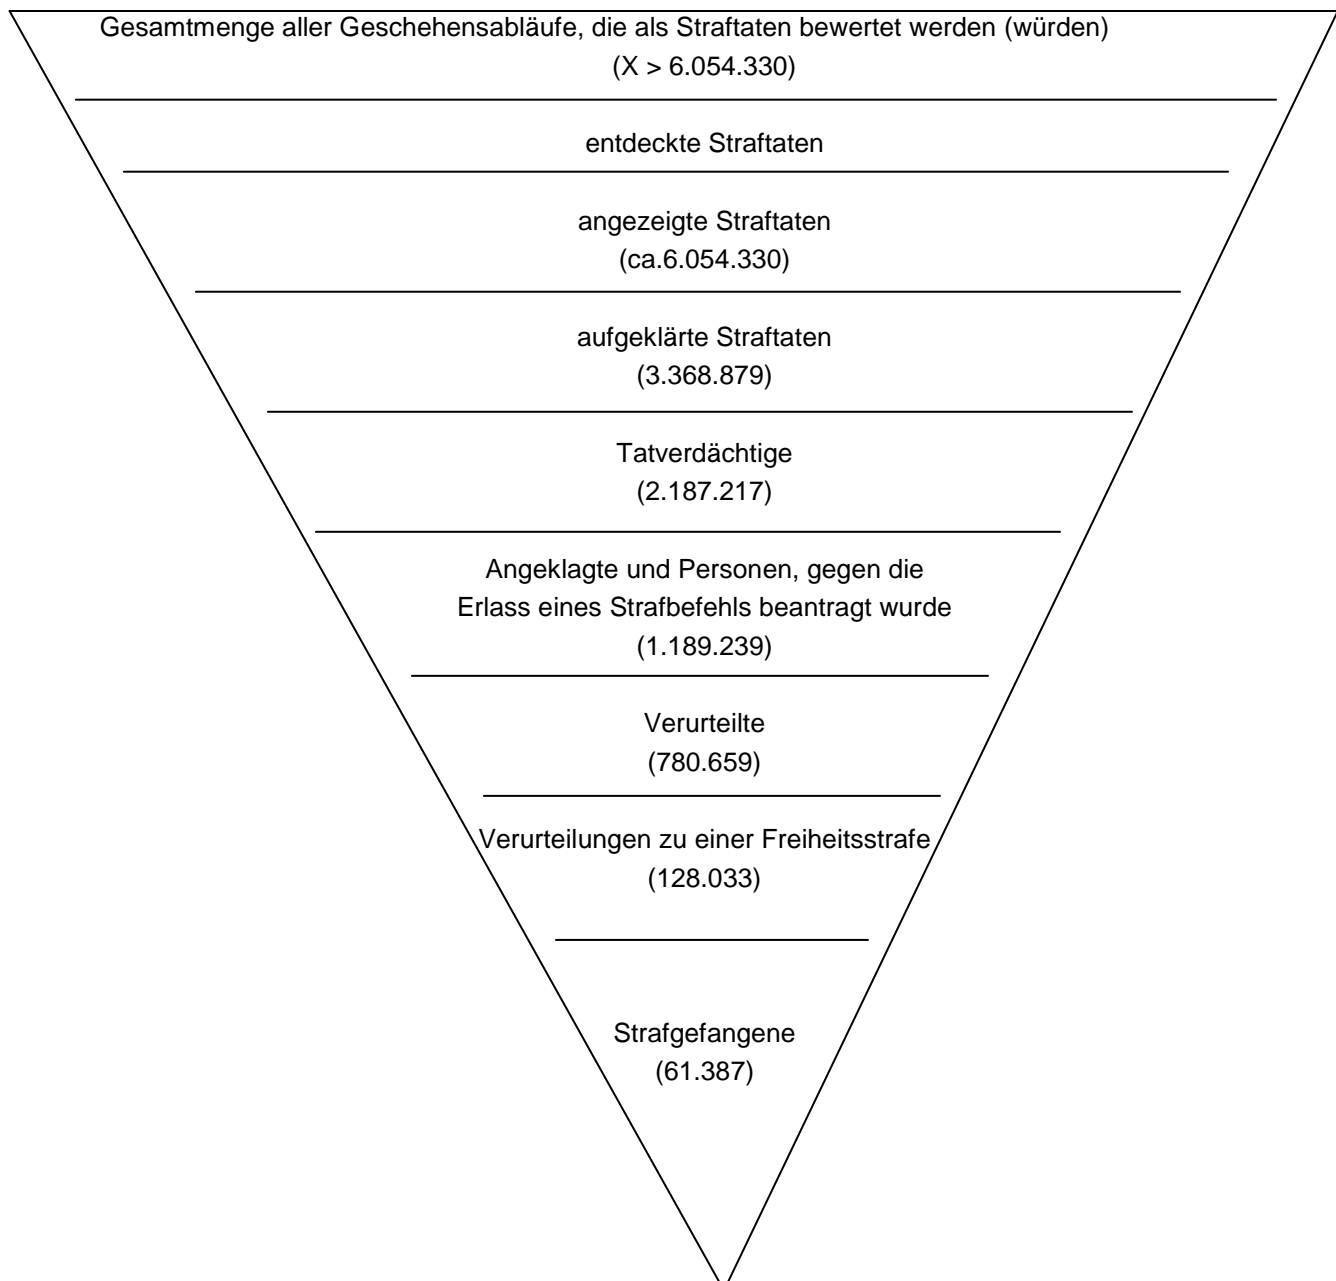 Gesamtmenge aller Geschehensabläufe, die als Straftaten bewertet werden (würden)
(X > 6.054.330)
entdeckte Straftaten
angezeigte Straftaten
(ca.6.054.330)
aufgeklärte Straftaten
(3.368.879)
Tatverdächtige
(2.187.217)
Angeklagte und Personen, gegen die
Erlass eines Strafbefehls beantragt wurde
(1.189.239)
Verurteilte
(780.659)
Verurteilungen zu einer Freiheitsstrafe
(128.033)
Strafgefangene
(61.387)